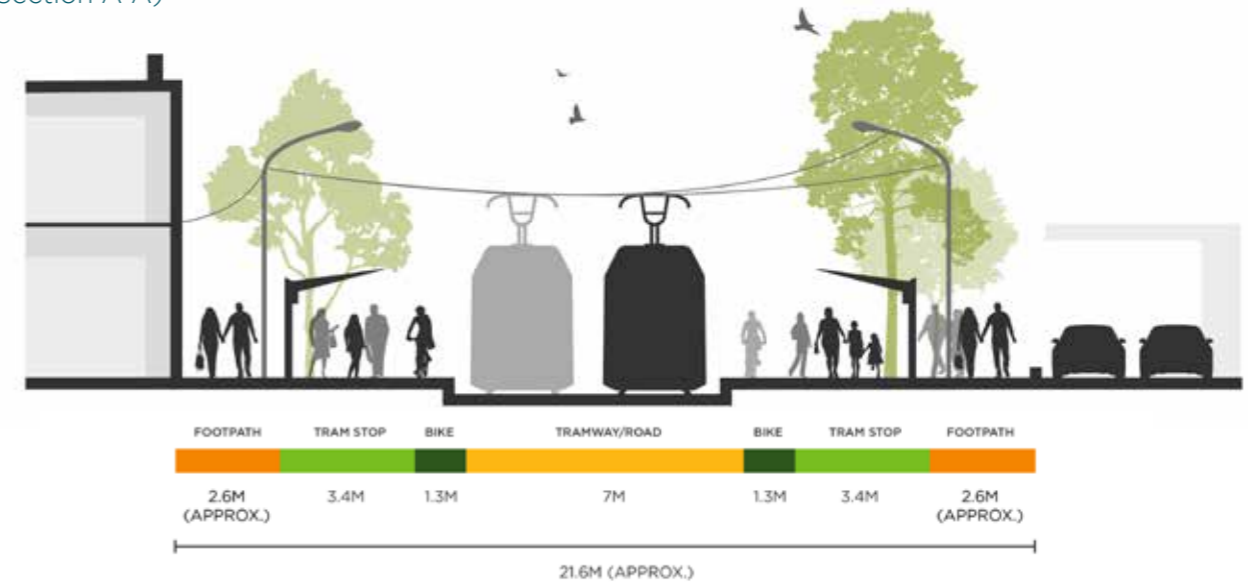 section A-A)
FOOTPATH TRAM STOP BIKE TRAMWAY/ROAD BIKE TRAM STOP FOOTPATH
2.6M 3.4M 1.3M 7M 1.3M 3.4M 2.6M
(APPROX.) (APPROX.)
21.6M (APPROX.)